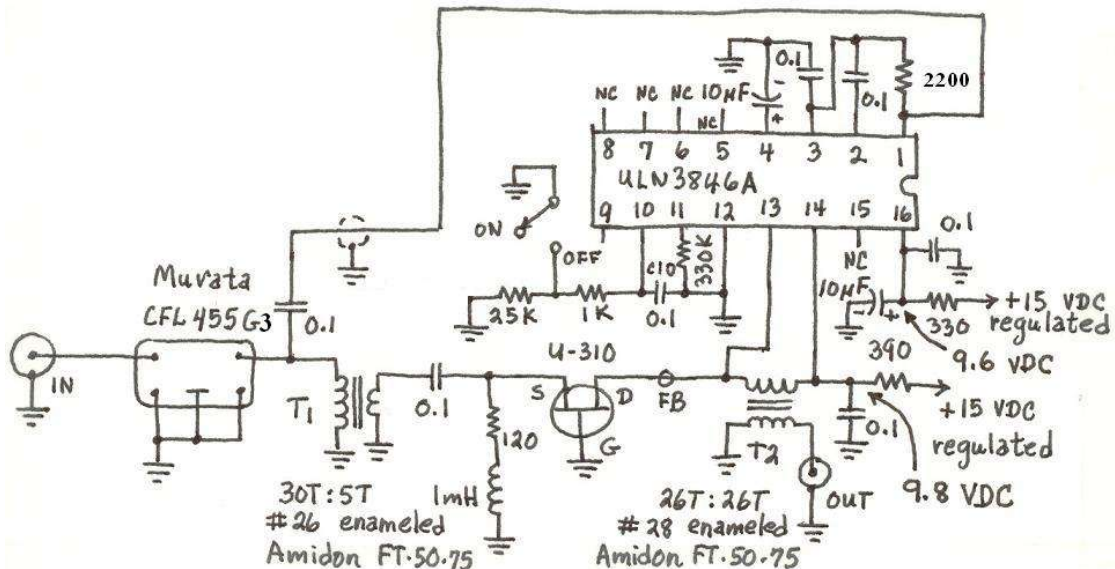 0.1
2200
NC NC NC 10µF
-
NC
0.1
+
8 7 6 5 4 3 2 1
ULN3846A
9 10 11 12 13 14 15 16
ON
OFF
330K
C10
NC
0.1
25K
1K
0.1
10µF
- +
330
+15 VDC
regulated
9.6 VDC
390
+15 VDC
regulated
9.8 VDC
Murata
CFL455G3
0.1
IN
T1
0.1
U-310
S
D
G
FB
120
1mH
T2
0.1
OUT
30T:5T
#26 enameled
Amidon FT.50.75
26T:26T
#28 enameled
Amidon FT.50.75